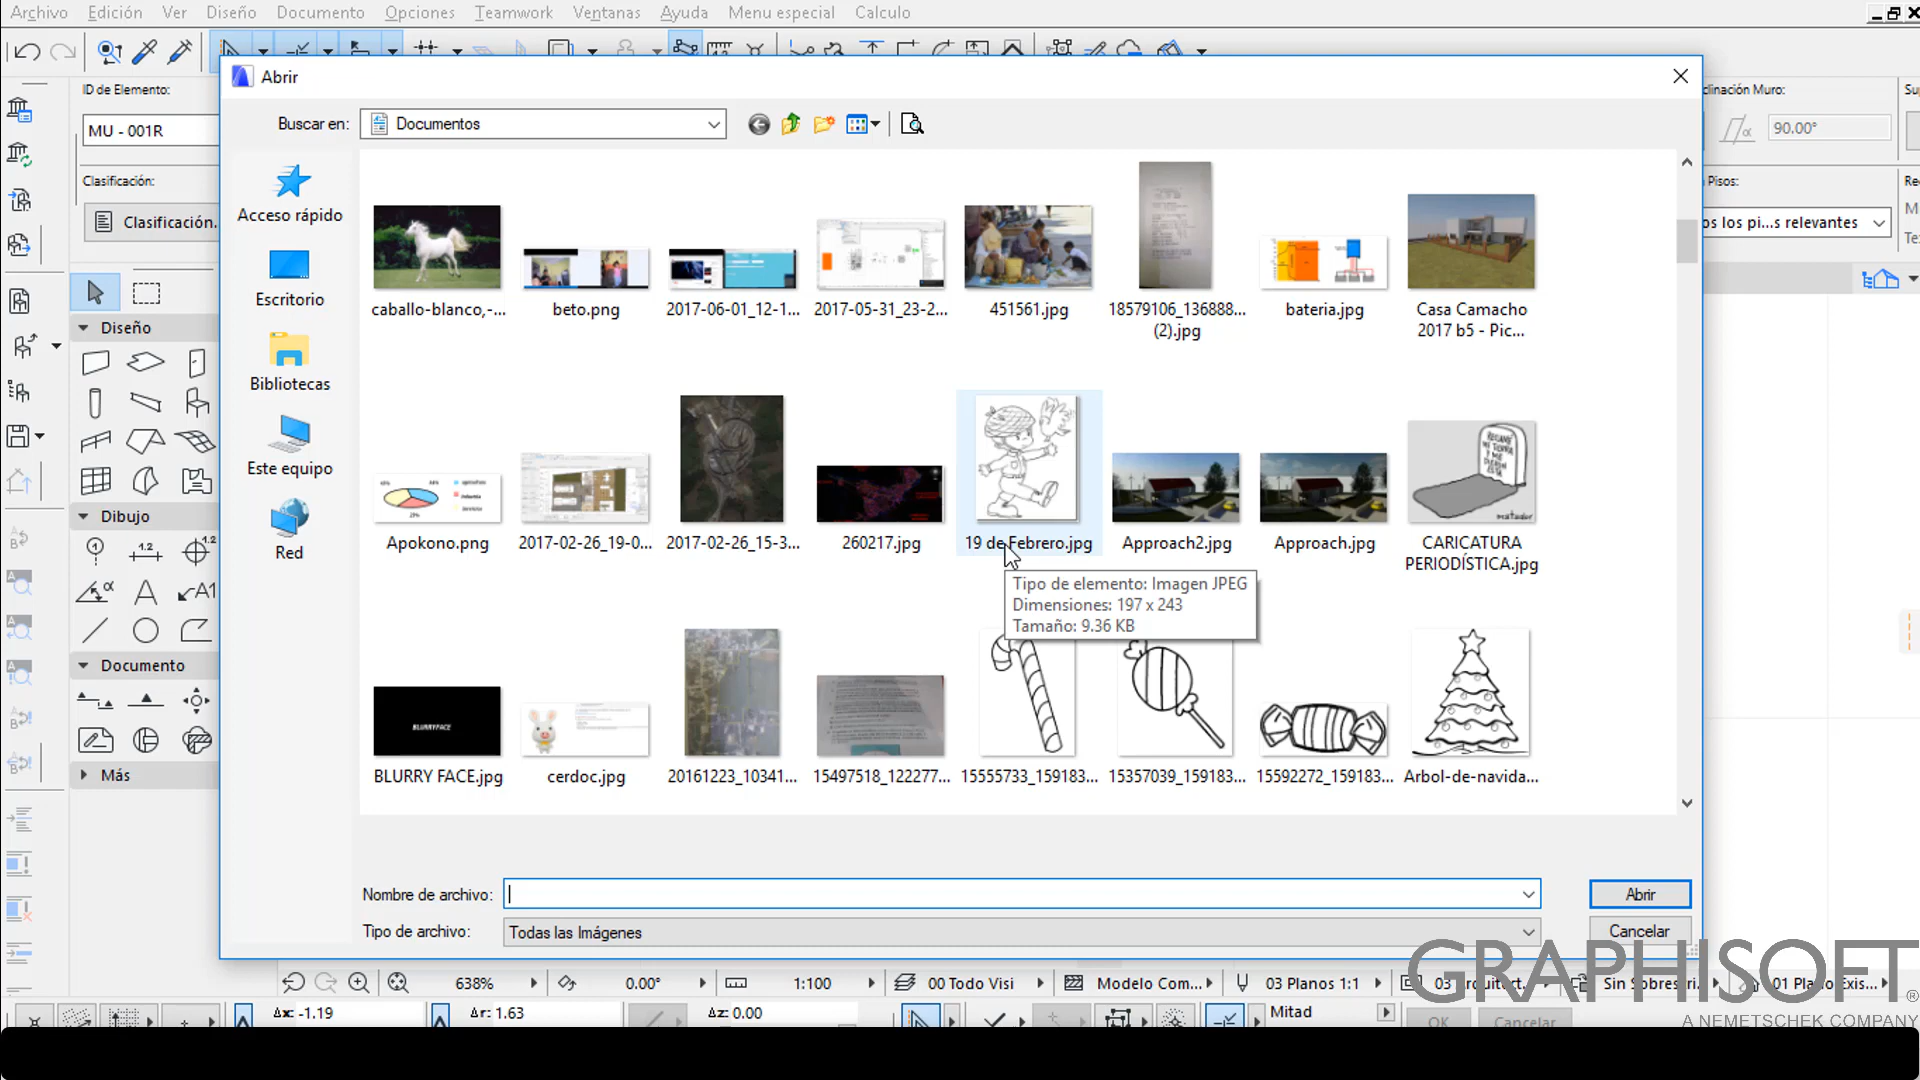 Archivo Edición Ver Diseño Documento Opciones Teamwork Ventanas Ayuda Menu especial Calculo
Abrir
ID de Elemento:
MU - 001R
Clasificación:
Clasificación.
Buscar en: Documentos
clinación Muro:
90.00°
Pisos:
os los pi...s relevantes
Acceso rápido
Escritorio
Bibliotecas
Este equipo
Red
Diseño
Dibujo
Documento
Más
caballo-blanco,-... beto.png 2017-06-01_12-1... 2017-05-31_23-2... 451561.jpg 18579106_136888... bateria.jpg Casa Camacho
(2).jpg 2017 b5 - Pic...
Apokono.png 2017-02-26_19-0... 2017-02-26_15-3... 260217.jpg 19 de Febrero.jpg Approach2.jpg Approach.jpg CARICATURA
PERIODÍSTICA.jpg
Tipo de elemento: Imagen JPEG
Dimensiones: 197 x 243
Tamaño: 9.36 KB
BLURRYFACE
BLURRY FACE.jpg cerdoc.jpg 20161223_10341... 15497518_122277... 15555733_159183... 15357039_159183... 15592272_159183... Arbol-de-navida...
Nombre de archivo:
Abrir
Tipo de archivo: Todas las Imágenes
Cancelar
638% 0.00° 1:100 00 Todo Visi Modelo Com... 03 Planos 1:1 Sin Sobresc 01 Plano Exis...
GRAPHISOFT®
A NEMETSCHEK COMPANY
Δx: -1.19 Δr: 1.63 Δz: 0.00 Mitad OK Cancelar